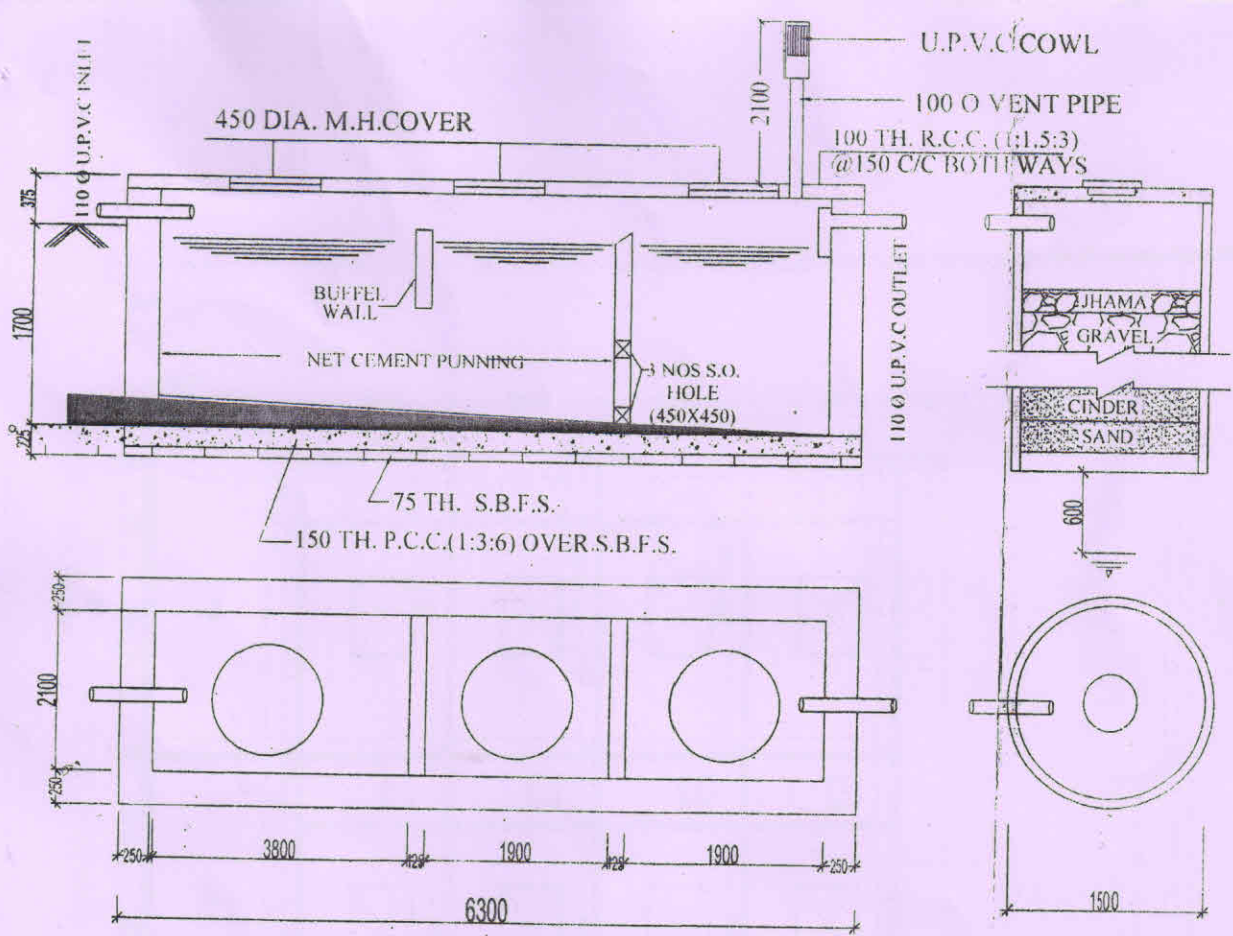 U.P.V.C COWL
100 O VENT PIPE
2100
100 TH. R.C.C. (1:1.5:3)
@150 C/C BOTH WAYS
450 DIA. M.H.COVER
110 Ø U.P.V.C INLET
375
BUFFEL
WALL
1700
NET CEMENT PUNNING
3 NOS S.O.
HOLE
(450X450)
110 Ø U.P.V.C OUTLET
225
75 TH. S.B.F.S.
150 TH. P.C.C.(1:3:6) OVER S.B.F.S.
JHAMA
GRAVEL
CINDER
SAND
600
250
2100
250
250
3800
125
1900
125
1900
250
6300
1500